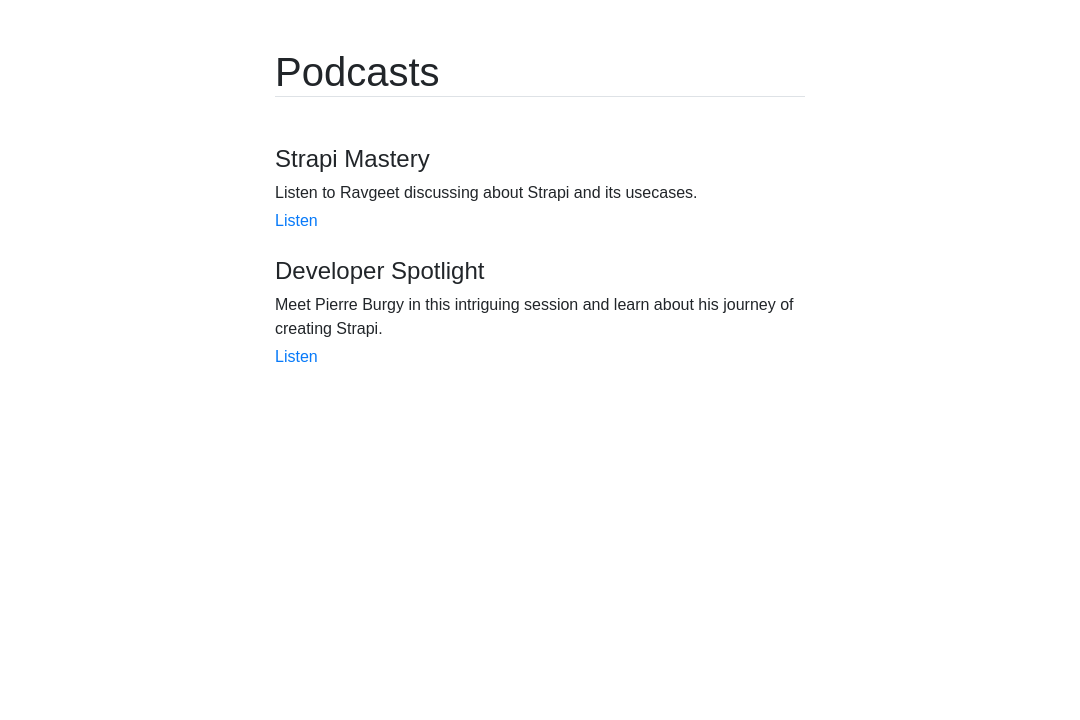 Podcasts
Strapi Mastery
Listen to Ravgeet discussing about Strapi and its usecases.
Listen
Developer Spotlight
Meet Pierre Burgy in this intriguing session and learn about his journey of
creating Strapi.
Listen